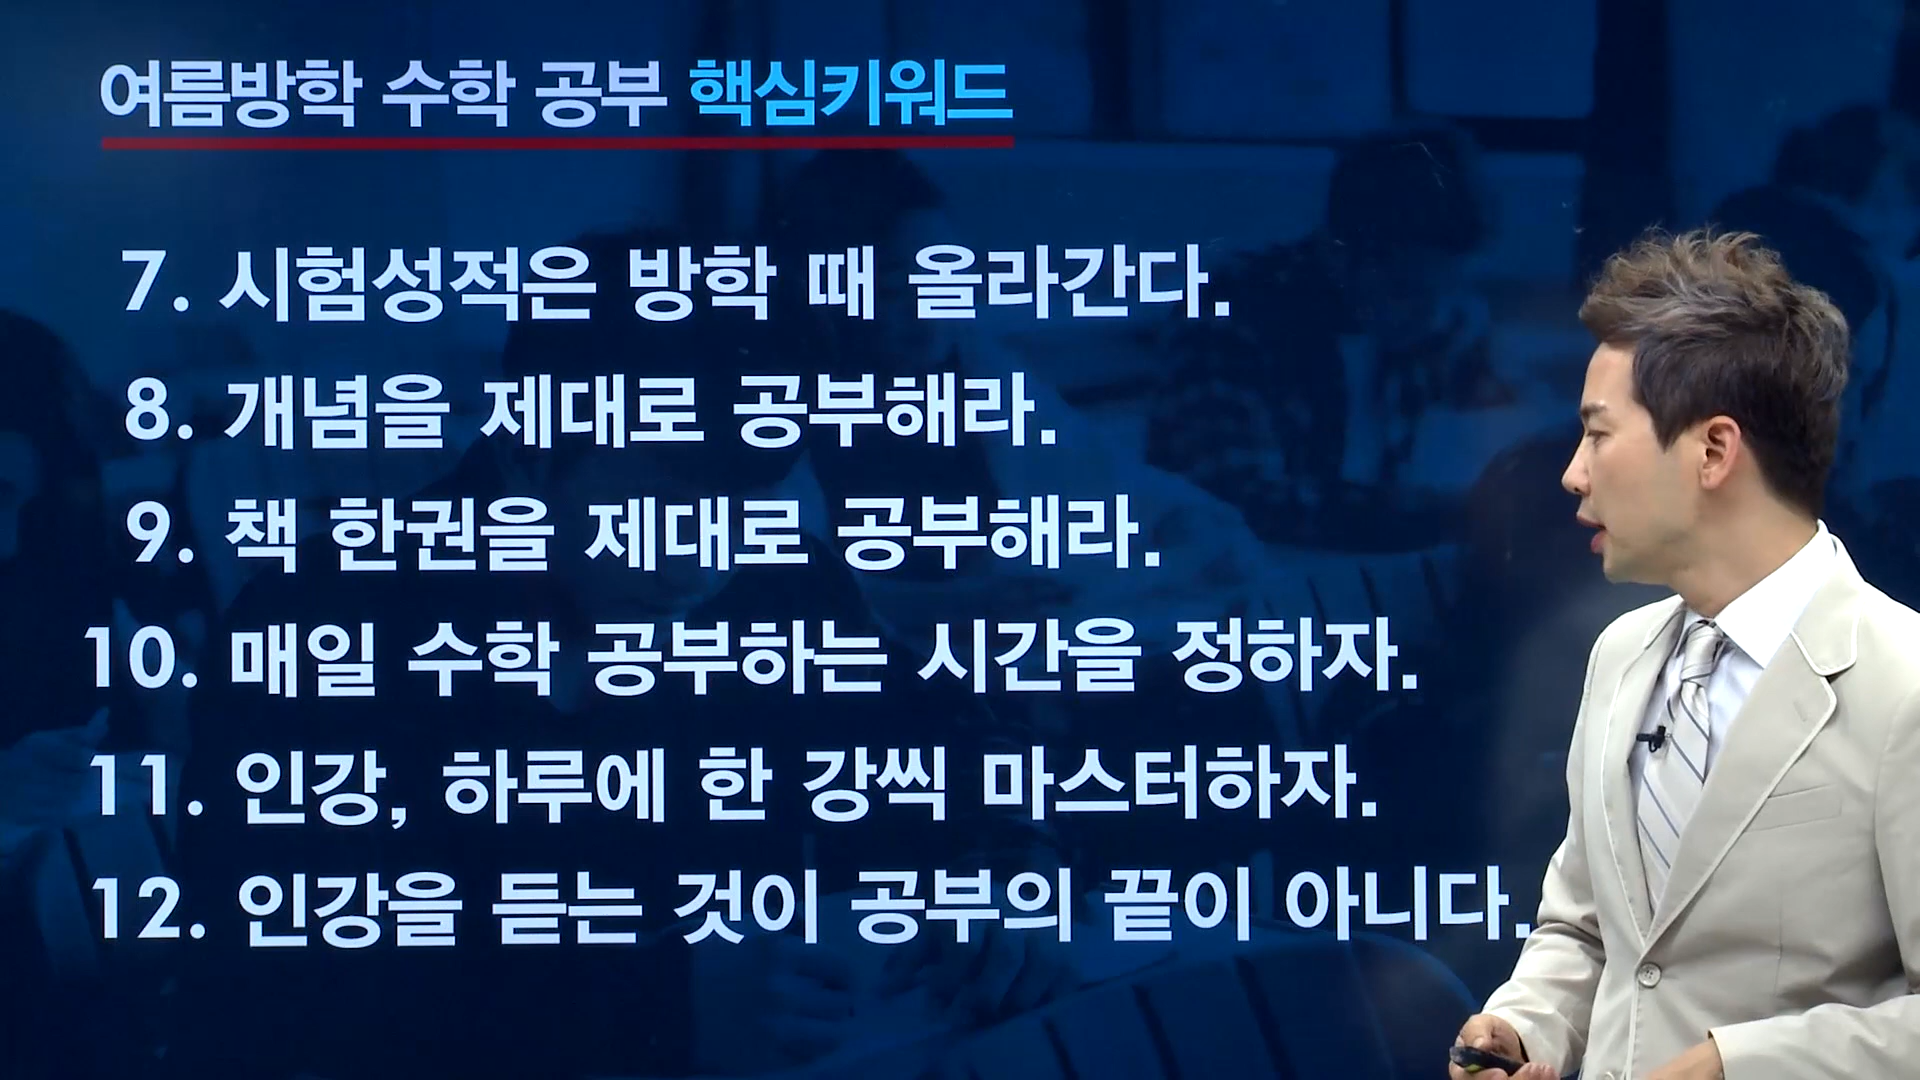 여름방학 수학 공부 핵심키워드
7. 시험성적은 방학 때 올라간다.
8. 개념을 제대로 공부해라.
9. 책 한권을 제대로 공부해라.
10. 매일 수학 공부하는 시간을 정하자.
11. 인강, 하루에 한 강씩 마스터하자.
12. 인강을 듣는 것이 공부의 끝이 아니다.